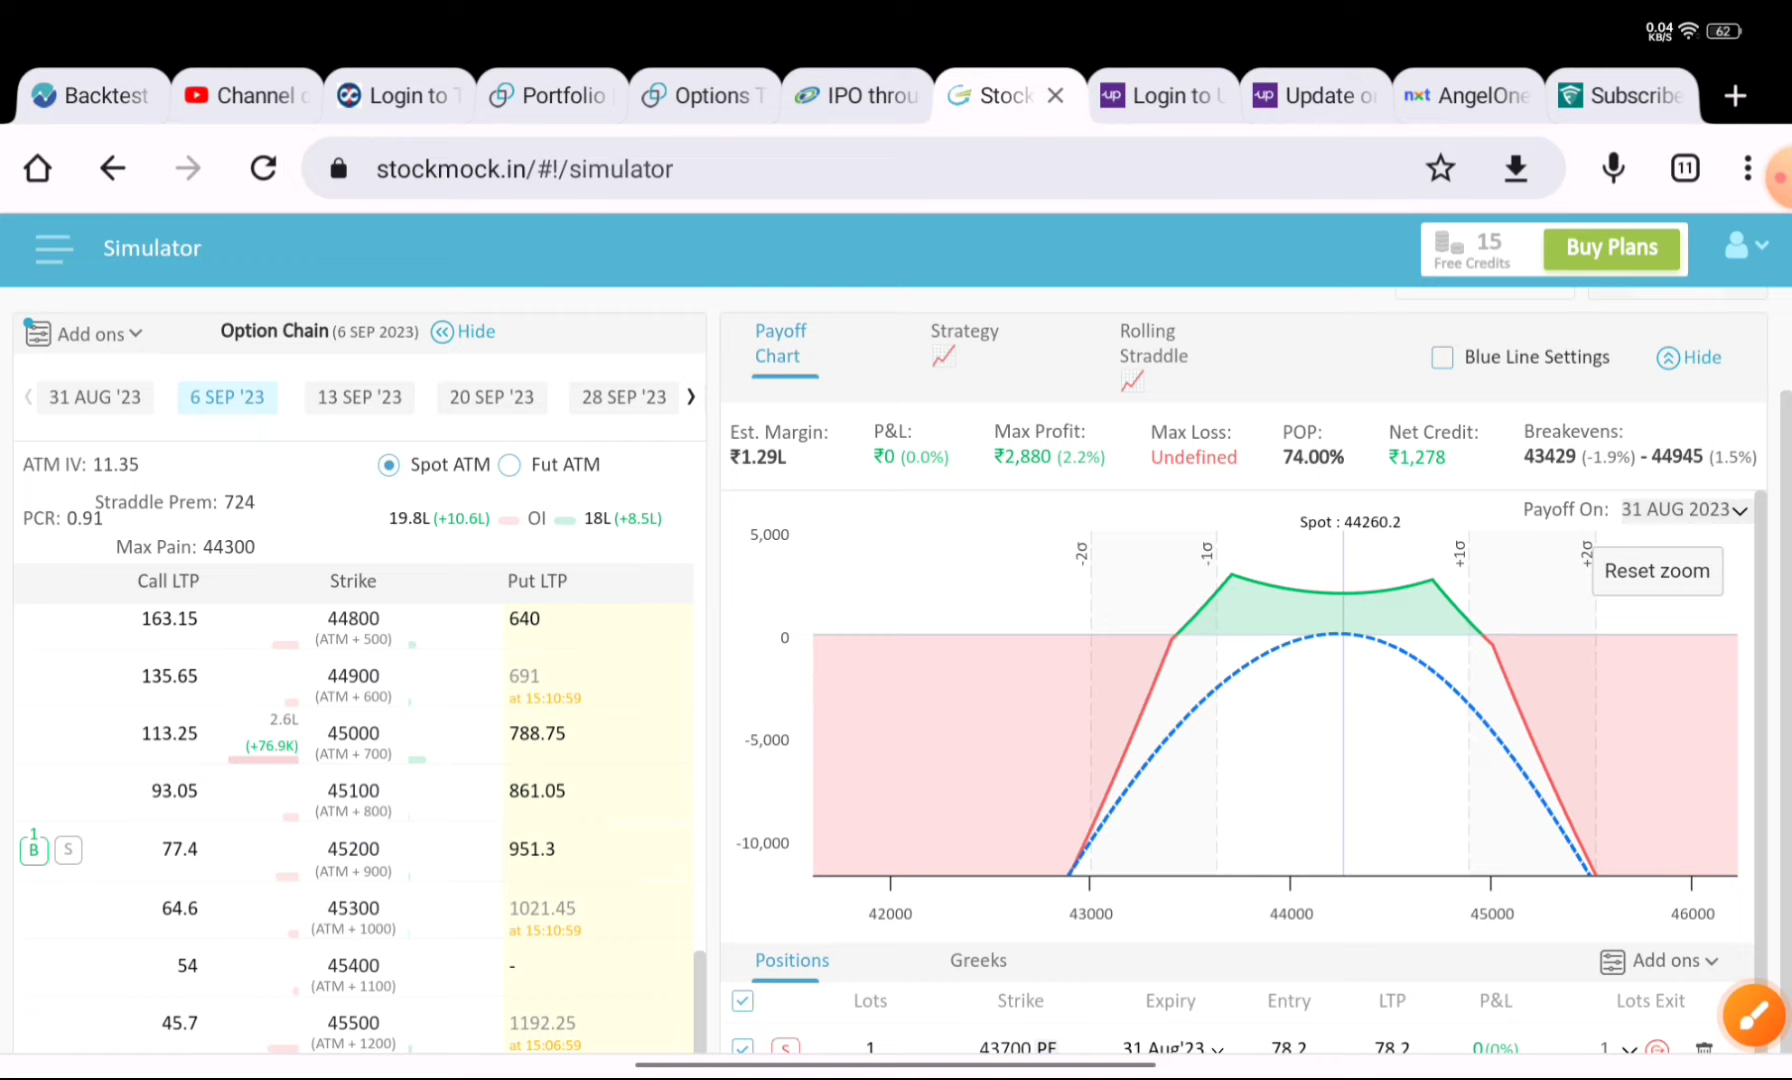 0.04
KB/S
62
Backtest
Channel
Login to
Portfolio
Options T
IPO throu
Stock
Login to
Update o
nxt AngelOne
Subscribe
stockmock.in/#!/simulator
11
Simulator
15
Free Credits
Buy Plans
Add ons
Option Chain (6 SEP 2023)
Hide
31 AUG '23
6 SEP '23
13 SEP '23
20 SEP '23
28 SEP '23
ATM IV: 11.35
Spot ATM
Fut ATM
Straddle Prem: 724
PCR: 0.91
19.8L (+10.6L)
OI
18L (+8.5L)
Max Pain: 44300
Call LTP
Strike
Put LTP
163.15
44800
640
(ATM + 500)
135.65
44900
691
(ATM + 600)
at 15:10:59
2.6L
113.25
45000
788.75
(+76.9K)
(ATM + 700)
93.05
45100
861.05
(ATM + 800)
1
B
S
77.4
45200
951.3
(ATM + 900)
64.6
45300
1021.45
(ATM + 1000)
at 15:10:59
54
45400
-
(ATM + 1100)
45.7
45500
1192.25
(ATM + 1200)
at 15:06:59
Payoff
Chart
Strategy
Rolling
Straddle
Blue Line Settings
Hide
Est. Margin:
₹1.29L
P&L:
₹0 (0.0%)
Max Profit:
₹2,880 (2.2%)
Max Loss:
Undefined
POP:
74.00%
Net Credit:
₹1,278
Breakevens:
43429 (-1.9%) - 44945 (1.5%)
Payoff On: 31 AUG 2023
Spot : 44260.2
Reset zoom
-2σ
-1σ
+1σ
+2σ
5,000
0
-5,000
-10,000
42000
43000
44000
45000
46000
Positions
Greeks
Add ons
Lots
Strike
Expiry
Entry
LTP
P&L
Lots Exit
S
1
43700 PE
31 Aug'23
78.2
78.2
0(0%)
1